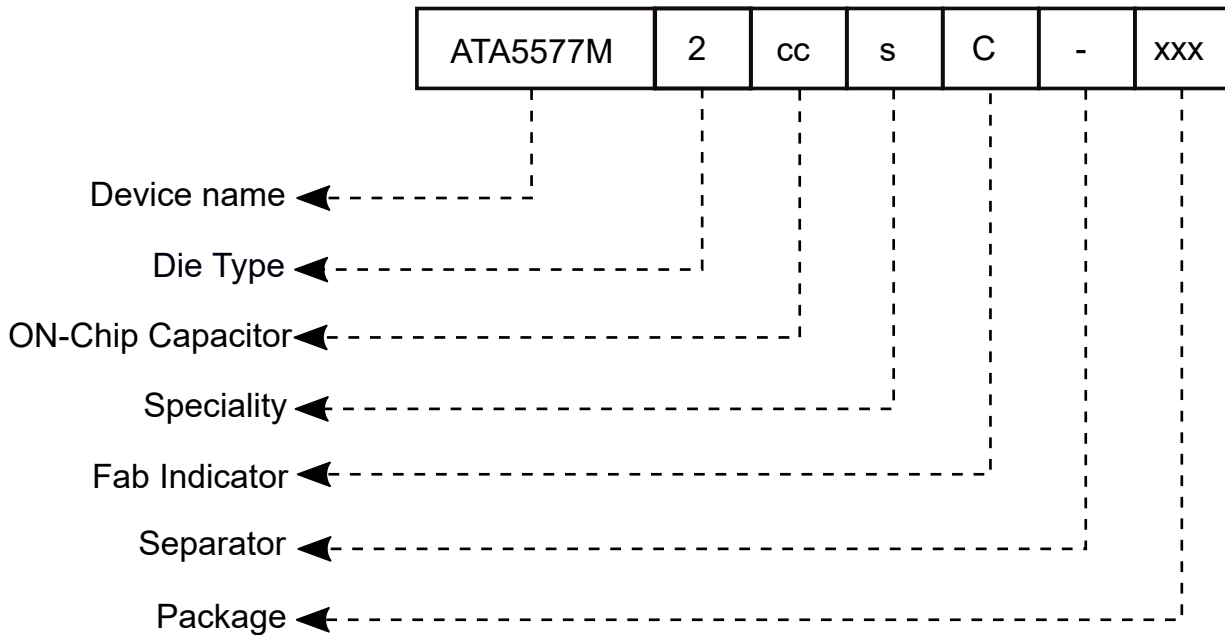 ATA5577M 2 cc s C - xxx
Device name
Die Type
ON-Chip Capacitor
Speciality
Fab Indicator
Separator
Package